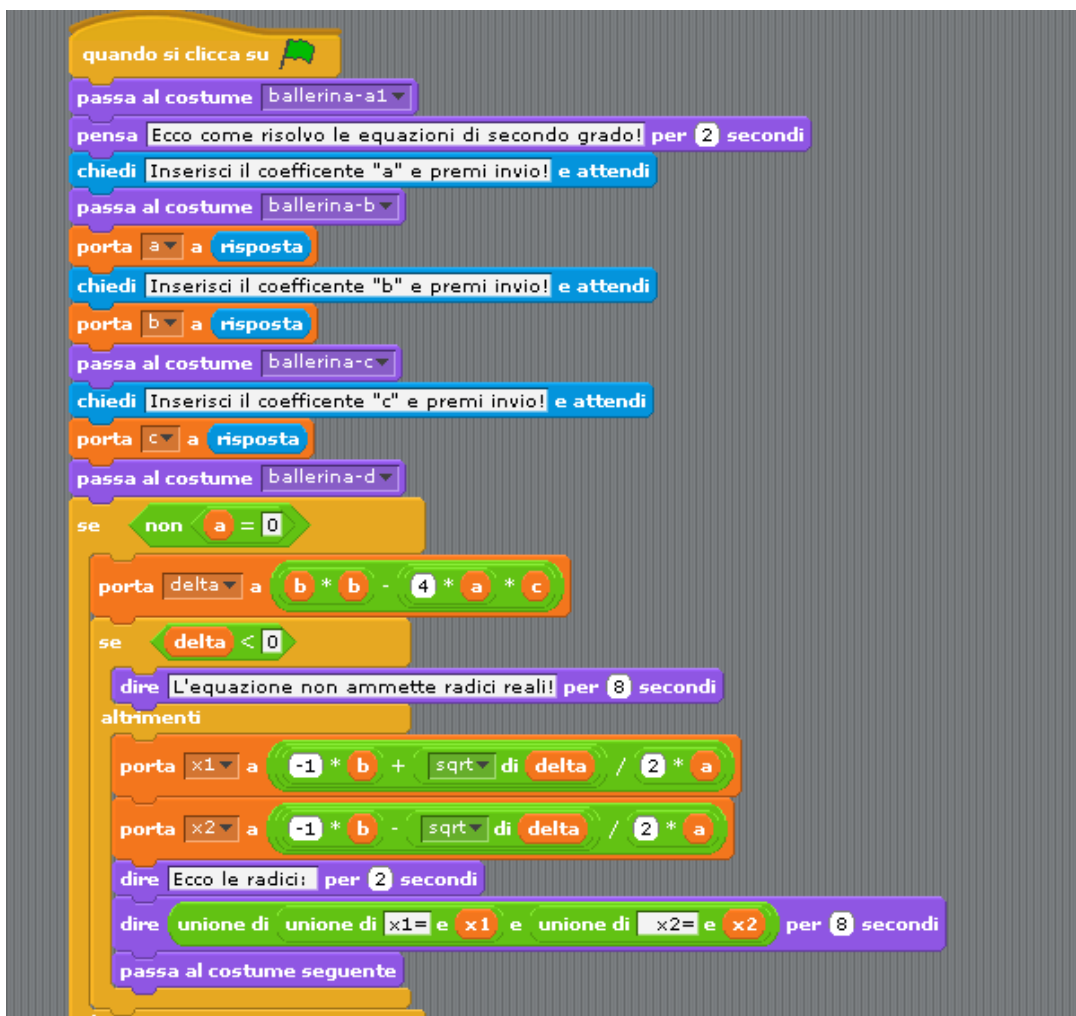 quando si clicca su
passa al costume ballerina-a1
pensa Ecco come risolvo le equazioni di secondo grado! per 2 secondi
chiedi Inserisci il coefficente "a" e premi invio! e attendi
passa al costume ballerina-b
porta a a risposta
chiedi Inserisci il coefficente "b" e premi invio! e attendi
porta b a risposta
passa al costume ballerina-c
chiedi Inserisci il coefficente "c" e premi invio! e attendi
porta c a risposta
passa al costume ballerina-d
se non a = 0
porta delta a b * b - 4 * a * c
se delta < 0
dire L'equazione non ammette radici reali! per 8 secondi
altrimenti
porta x1 a -1 * b + sqrt di delta / 2 * a
porta x2 a -1 * b - sqrt di delta / 2 * a
dire Ecco le radici: per 2 secondi
dire unione di unione di x1= e x1 e unione di x2= e x2 per 8 secondi
passa al costume seguente